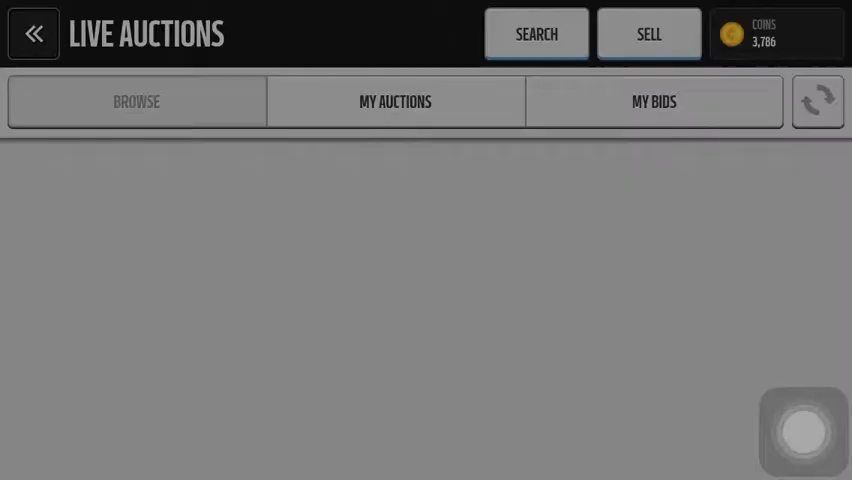 LIVE AUCTIONS
SEARCH
SELL
COINS
3,786
BROWSE
MY AUCTIONS
MY BIDS